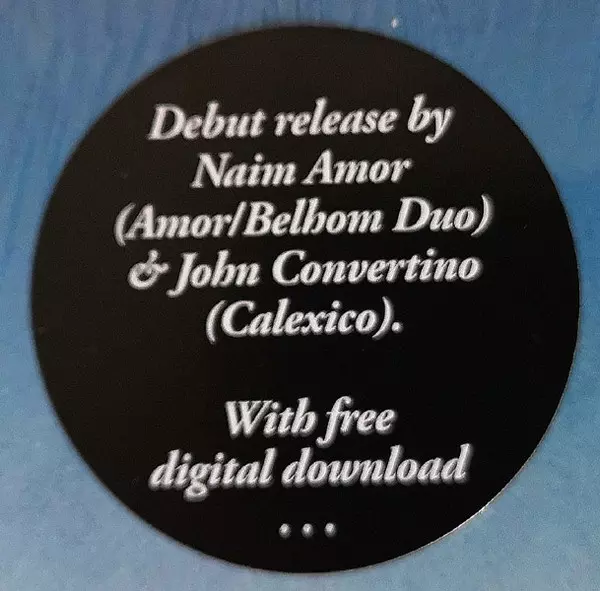 Debut release by
Naim Amor
(Amor/Belhom Duo)
& John Convertino
(Calexico).
With free
digital download
...